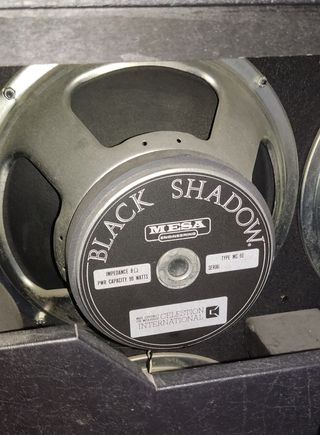 BLACK SHADOW
MESA
ENGINEERING
IMPEDANCE 8Ω
PWR CAPACITY 90 WATTS
TYPE MC-90
SERIAL
CELESTION
INTERNATIONAL